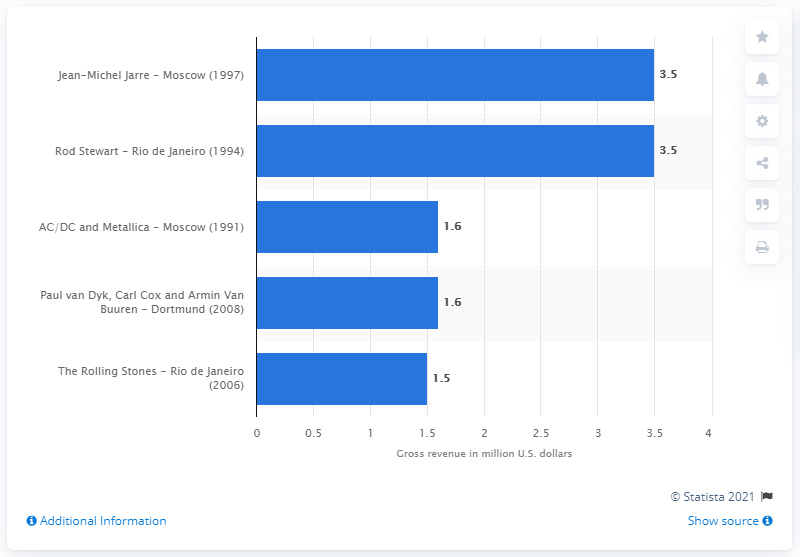 Jean-Michel Jarre - Moscow (1997)
3.5
Rod Stewart - Rio de Janeiro (1994)
3.5
AC/DC and Metallica - Moscow (1991)
1.6
Paul van Dyk, Carl Cox and Armin Van
Buuren - Dortmund (2008)
1.6
The Rolling Stones - Rio de Janeiro
(2006)
1.5
0 0.5 1 1.5 2 2.5 3 3.5 4
Gross revenue in million U.S. dollars
© Statista 2021
Additional Information
Show source